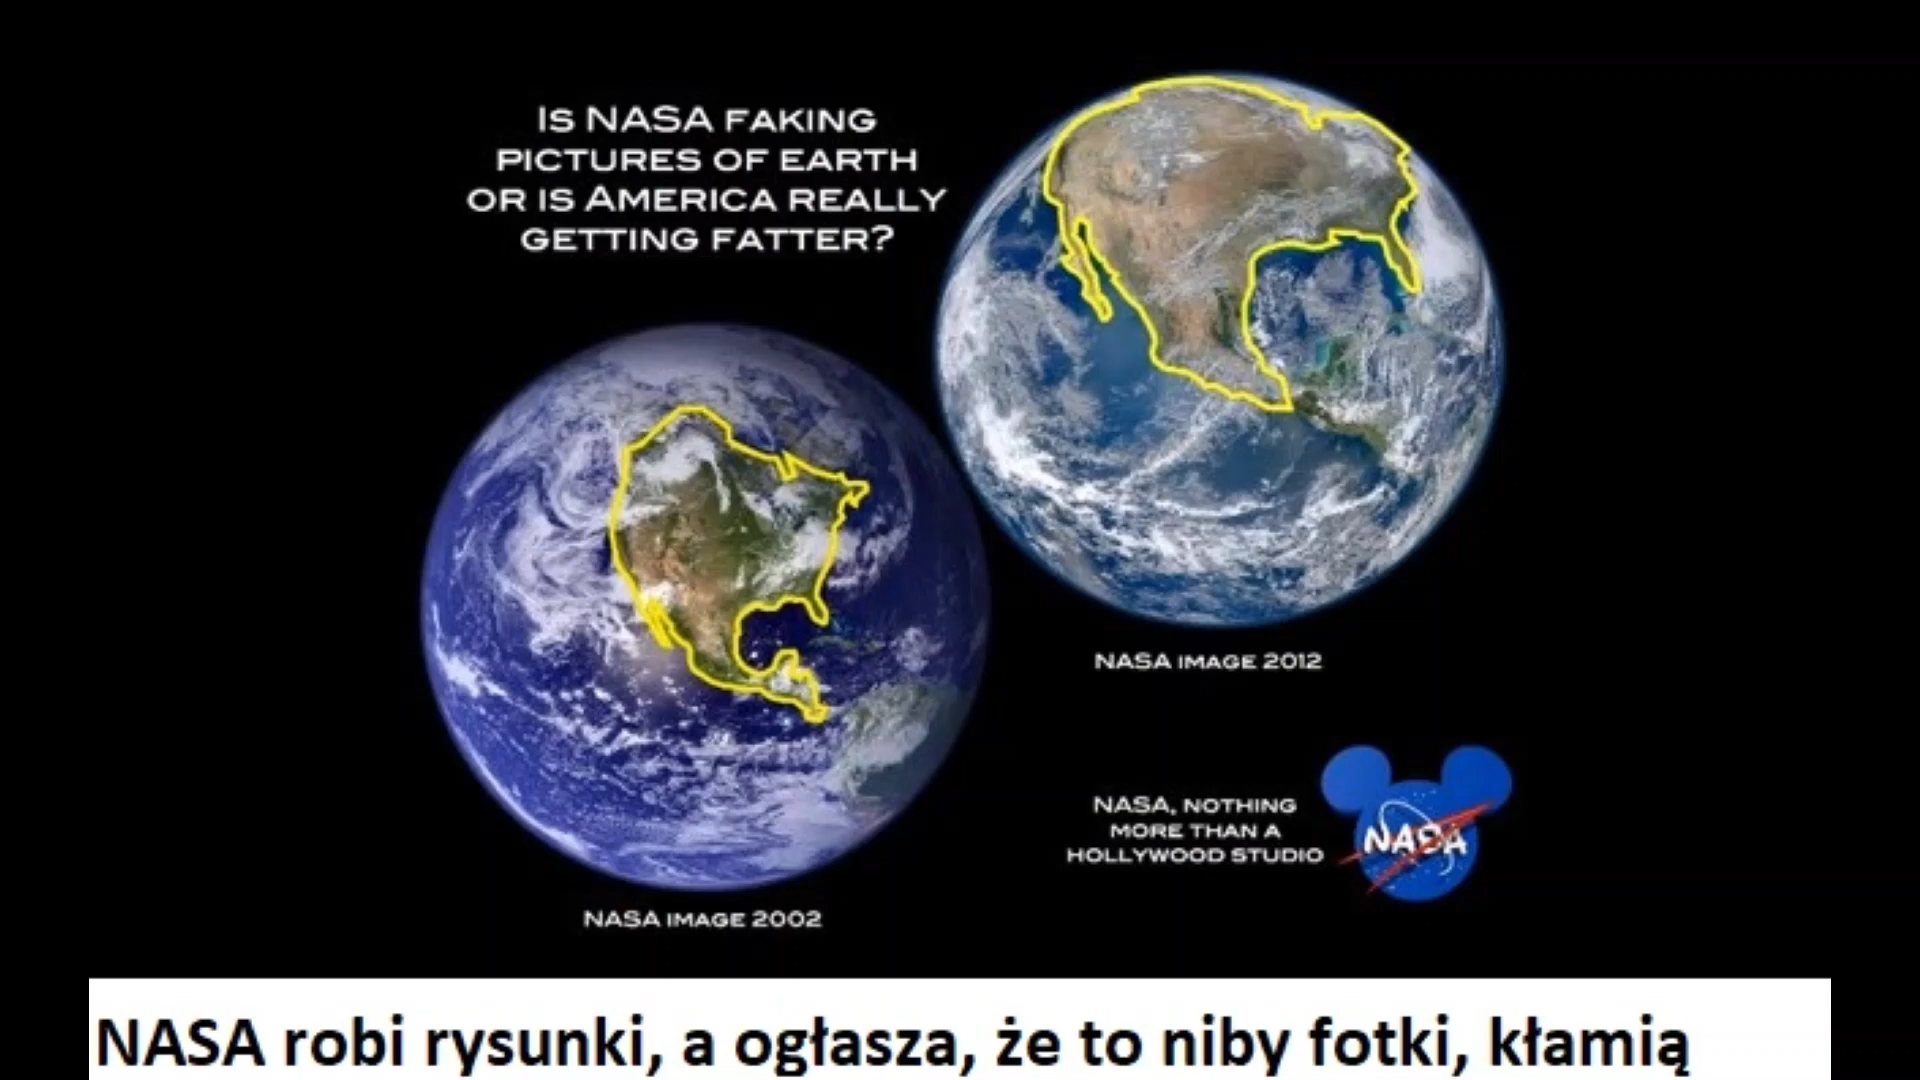 Is NASA faking
pictures of Earth
or is America really
getting fatter?
NASA image 2012
NASA image 2002
NASA, nothing
more than a
Hollywood studio
NASA
NASA robi rysunki, a ogłasza, że to niby fotki, kłamią